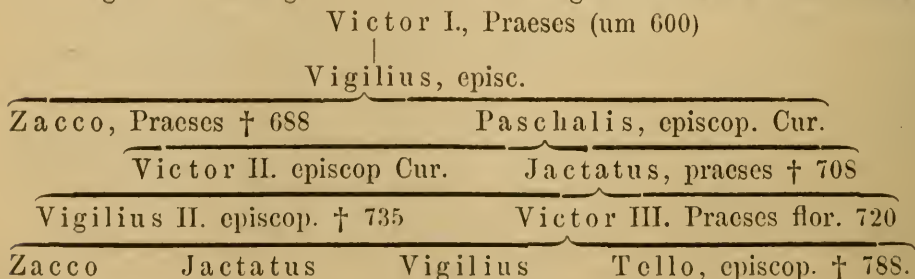 Victor I., Praeses (um 600)
Vigilius, episc.
Zacco, Praeses † 688 Paschalis, episcop. Cur.
Victor II. episcop Cur. Jactatus, praeses † 708
Vigilius II. episcop. † 735 Victor III. Praeses flor. 720
Zacco Jactatus Vigilius Tello, episcop. † 788.